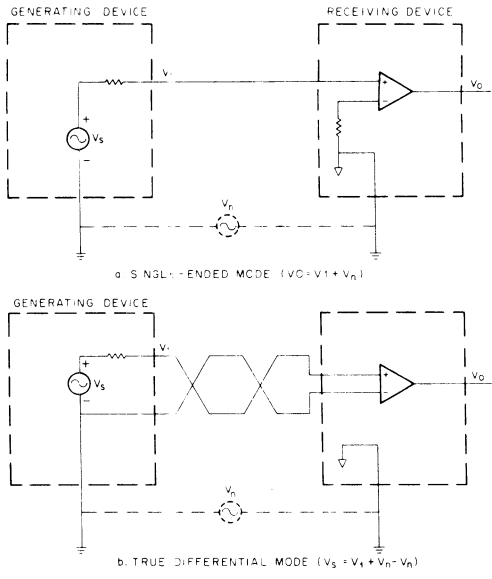 GENERATING DEVICE
RECEIVING DEVICE
V1
+
-
VS
+
-
VO
Vn
a. SINGLE-ENDED MODE (VO=V1+Vn)
GENERATING DEVICE
V1
+
-
VS
+
-
VO
Vn
b. TRUE DIFFERENTIAL MODE (VS = V1 + Vn - Vn)